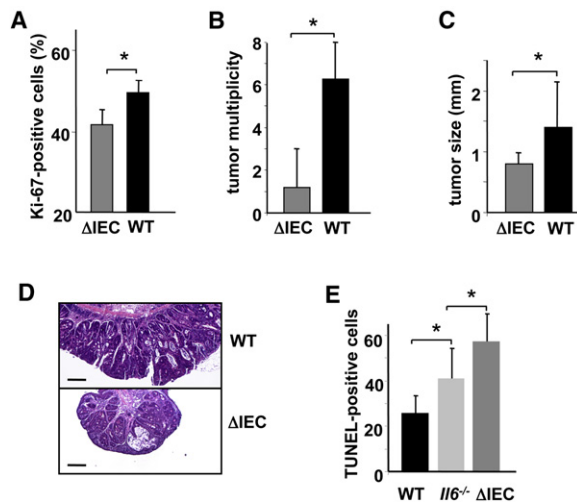 A
Ki-67-positive cells (%)
60
40
20
*
ΔIEC WT
B
tumor multiplicity
8
6
4
2
0
*
ΔIEC WT
C
tumor size (mm)
2
1
0
*
ΔIEC WT
D
WT
ΔIEC
E
TUNEL-positive cells
60
40
20
0
*
*
WT Il6-/- ΔIEC